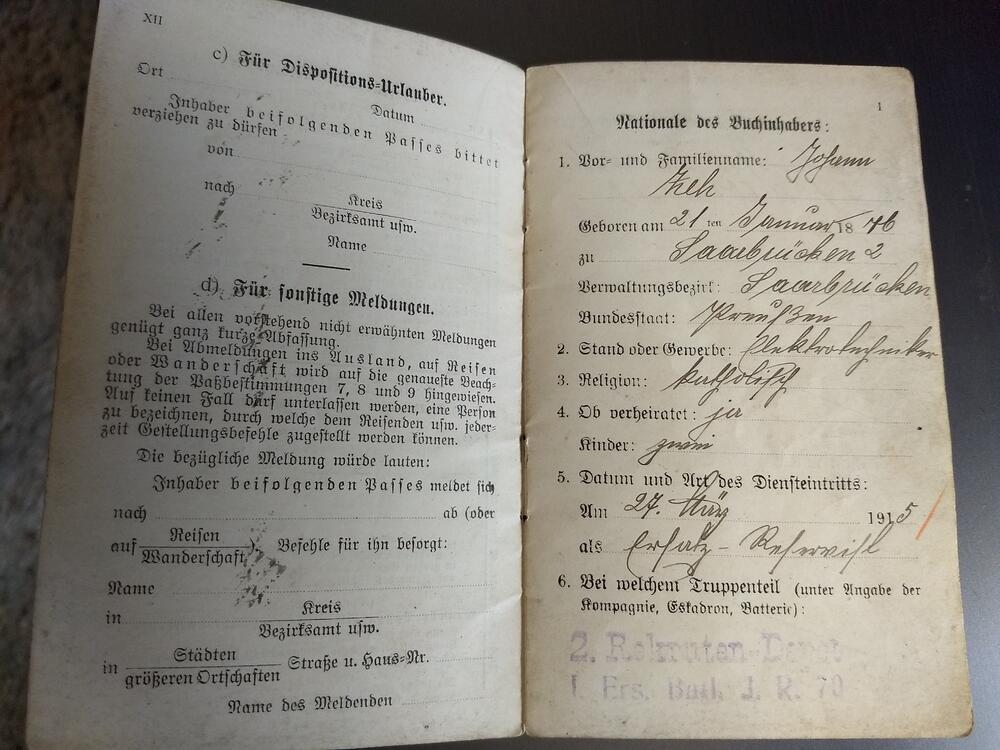 XII
c) Für Dispositions-Urlauber.
Ort
Datum
Inhaber beifolgenden Passes bittet
verziehen zu dürfen
von
nach
Kreis
Bezirksamt usw.
Name
d) Für sonstige Meldungen.
Bei allen vorstehend nicht erwähnten Meldungen
genügt ganz kurze Abfassung.
Bei Abmeldungen ins Ausland, auf Reisen
oder Wanderschaft wird auf die genaueste Beach-
tung der Paßbestimmungen 7, 8 und 9 hingewiesen.
Auf keinen Fall darf unterlassen werden, eine Person
zu bezeichnen, durch welche dem Reisenden usw. jeder-
zeit Gestellungsbefehle zugestellt werden können.
Die bezügliche Meldung würde lauten:
Inhaber beifolgenden Passes meldet sich
nach ab (oder
auf Reisen
Wanderschaft). Befehle für ihn besorgt:
Name
in Kreis
Bezirksamt usw.
in Städten
größeren Ortschaften Straße u. Haus-Nr.
Name des Meldenden
1
Nationale des Buchinhabers:
1. Vor- und Familienname: Johann
Geboren am 21 ten Januar 18 76
zu Saarbrücken 2
Verwaltungsbezirk: Saarbrücken
Bundesstaat: Preußen
2. Stand oder Gewerbe: Elektrotechniker
3. Religion: katholisch
4. Ob verheiratet: ja
Kinder: zwei
5. Datum und Art des Diensteintritts:
Am 27. März 1915
als Ersatz-Reservist
6. Bei welchem Truppenteil (unter Angabe der
Kompagnie, Eskadron, Batterie):
2. Rekruten-Depot
I. Ers. Batl. J. R. 70